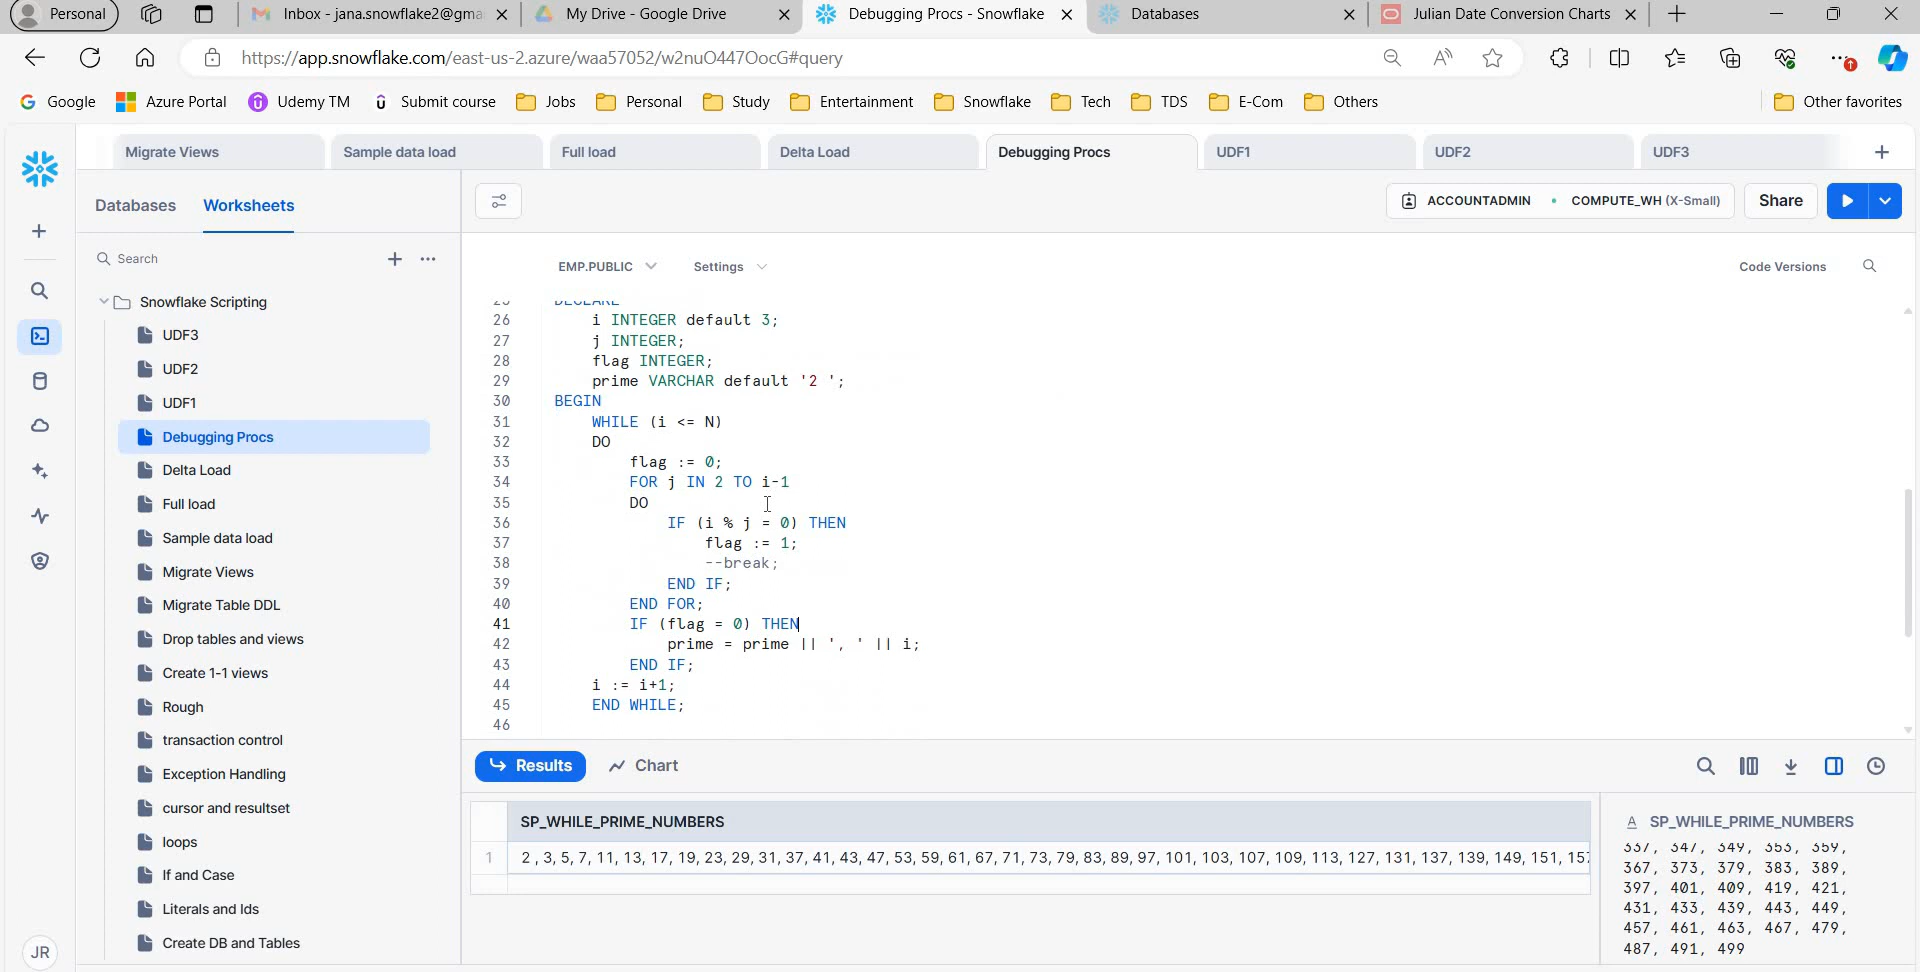 Personal
Inbox - jana.snowflake2@gma
My Drive - Google Drive
Debugging Procs - Snowflake
Databases
Julian Date Conversion Charts
https://app.snowflake.com/east-us-2.azure/waa57052/w2nuO447OocG#query
Google
Azure Portal
Udemy TM
Submit course
Jobs
Personal
Study
Entertainment
Snowflake
Tech
TDS
E-Com
Others
Other favorites
Migrate Views
Sample data load
Full load
Delta Load
Debugging Procs
UDF1
UDF2
UDF3
Databases
Worksheets
ACCOUNTADMIN
COMPUTE_WH (X-Small)
Share
Search
Snowflake Scripting
UDF3
UDF2
UDF1
Debugging Procs
Delta Load
Full load
Sample data load
Migrate Views
Migrate Table DDL
Drop tables and views
Create 1-1 views
Rough
transaction control
Exception Handling
cursor and resultset
loops
If and Case
Literals and Ids
Create DB and Tables
JR
EMP.PUBLIC
Settings
Code Versions
25 DECLARE
26 i INTEGER default 3;
27 j INTEGER;
28 flag INTEGER;
29 prime VARCHAR default '2 ';
30 BEGIN
31 WHILE (i <= N)
32 DO
33 flag := 0;
34 FOR j IN 2 TO i-1
35 DO
36 IF (i % j = 0) THEN
37 flag := 1;
38 --break;
39 END IF;
40 END FOR;
41 IF (flag = 0) THEN
42 prime = prime || ', ' || i;
43 END IF;
44 i := i+1;
45 END WHILE;
46
Results
Chart
SP_WHILE_PRIME_NUMBERS
1 2 , 3, 5, 7, 11, 13, 17, 19, 23, 29, 31, 37, 41, 43, 47, 53, 59, 61, 67, 71, 73, 79, 83, 89, 97, 101, 103, 107, 109, 113, 127, 131, 137, 139, 149, 151, 157
A SP_WHILE_PRIME_NUMBERS
337, 347, 349, 353, 359,
367, 373, 379, 383, 389,
397, 401, 409, 419, 421,
431, 433, 439, 443, 449,
457, 461, 463, 467, 479,
487, 491, 499